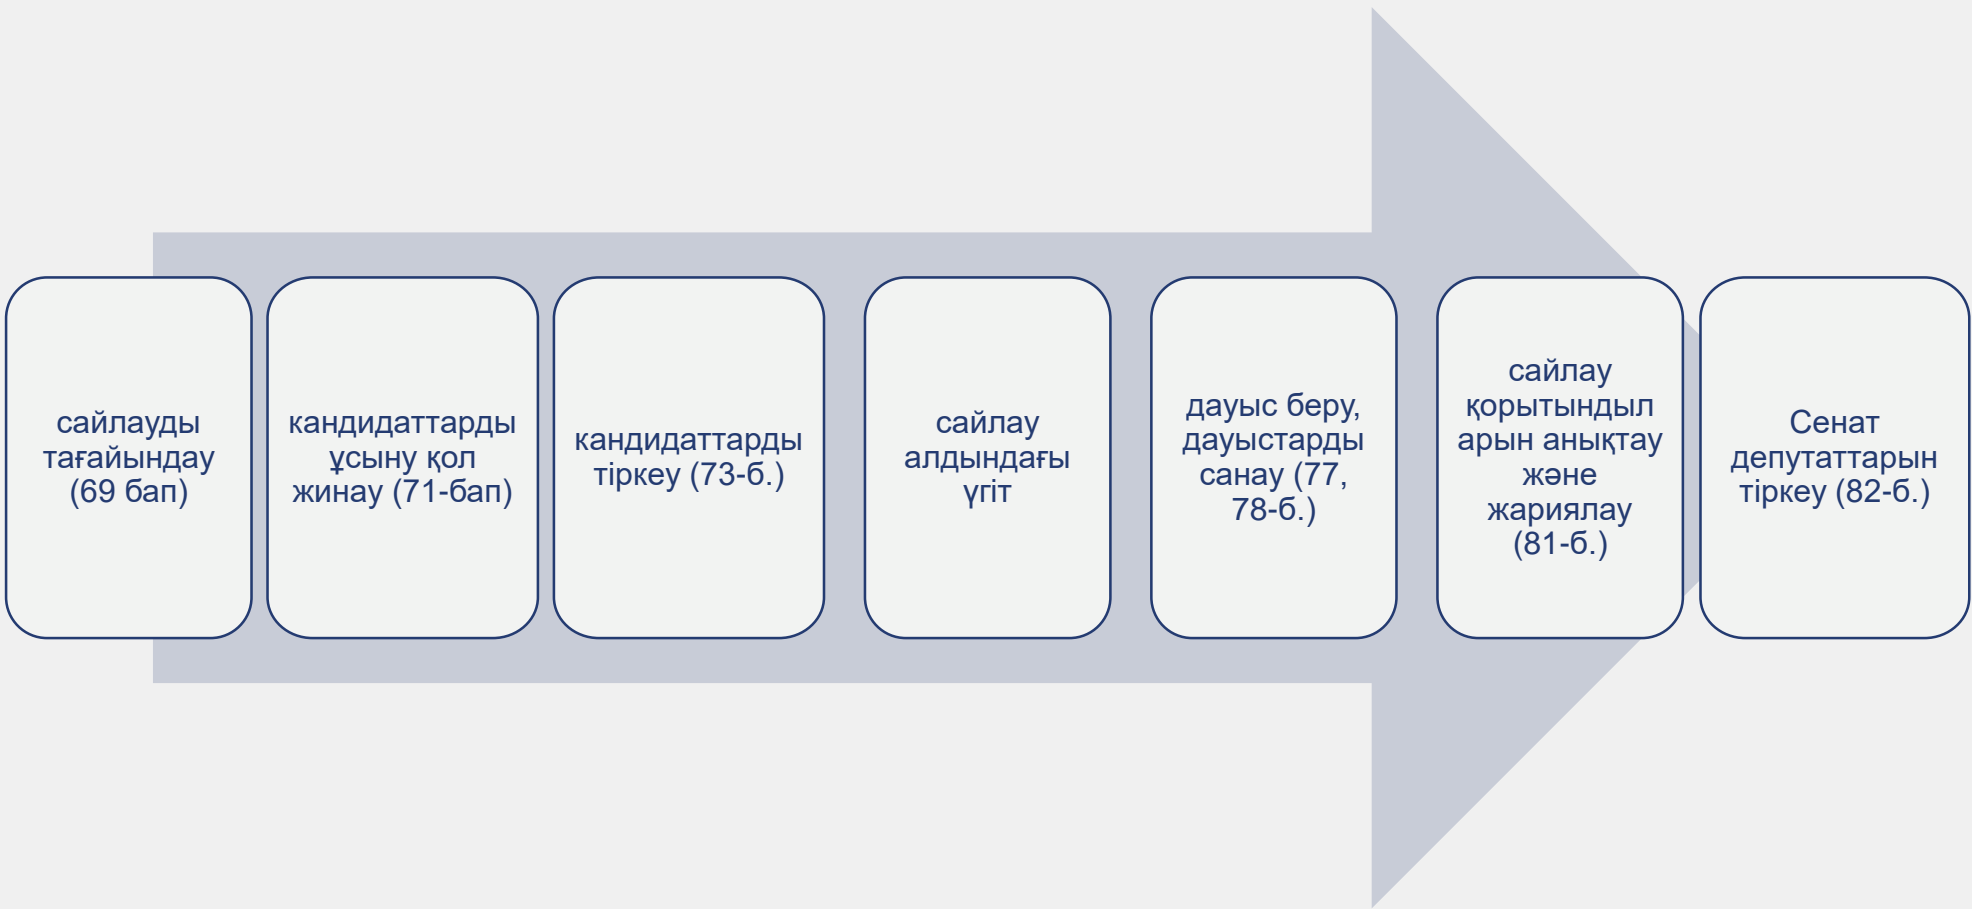 сайлауды
тағайындау
(69 бап)
кандидаттарды
ұсыну қол
жинау (71-бап)
кандидаттарды
тіркеу (73-б.)
сайлау
алдындағы
үгіт
дауыс беру,
дауыстарды
санау (77,
78-б.)
сайлау
қорытындыл
арын анықтау
және
жариялау
(81-б.)
Сенат
депутаттарын
тіркеу (82-б.)